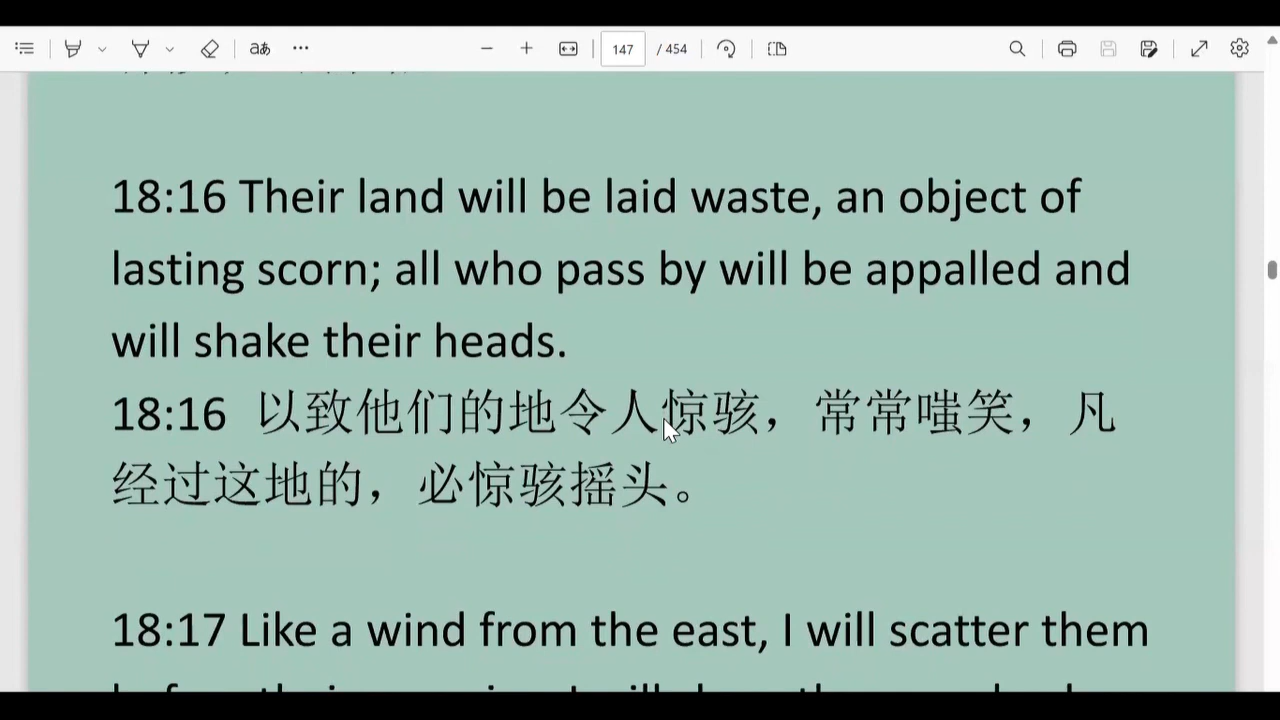 147 / 454
18:16 Their land will be laid waste, an object of
lasting scorn; all who pass by will be appalled and
will shake their heads.
18:16 以致他们的地令人惊骇，常常嗤笑，凡
经过这地的，必惊骇摇头。
18:17 Like a wind from the east, I will scatter them